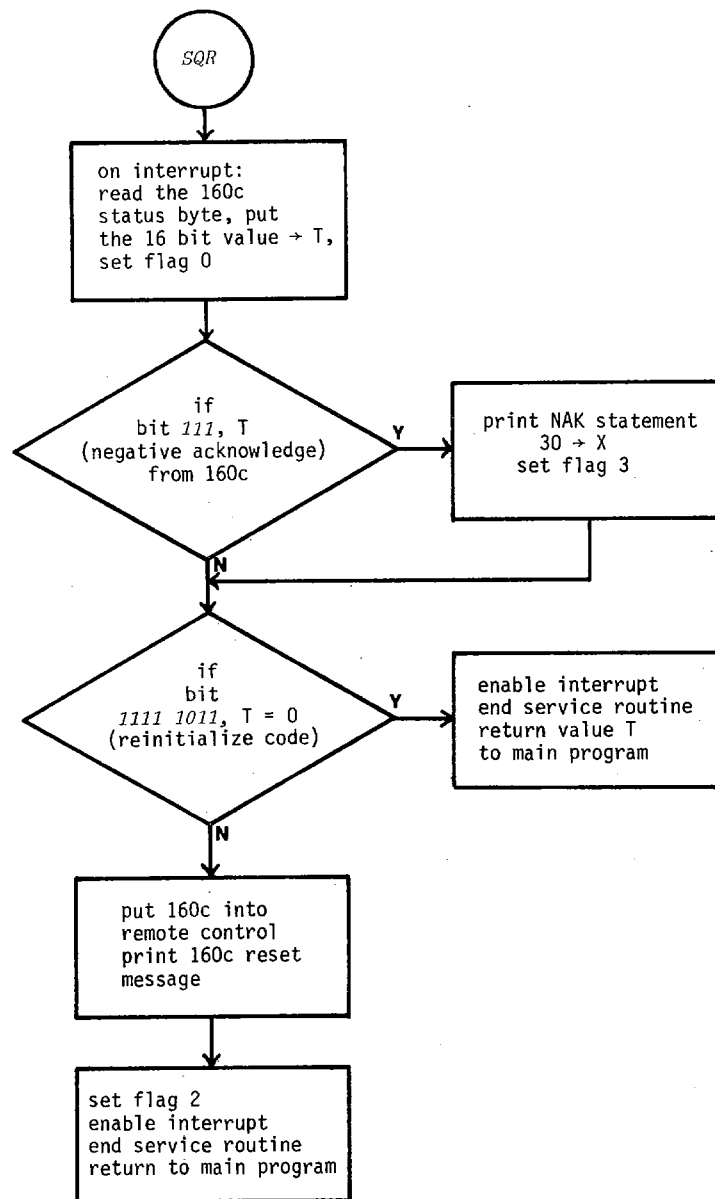 SQR
on interrupt:
read the 160c
status byte, put
the 16 bit value → T,
set flag 0
if
bit 111, T
(negative acknowledge)
from 160c
Y
print NAK statement
30 → X
set flag 3
N
if
bit
1111 1011, T = 0
(reinitialize code)
Y
enable interrupt
end service routine
return value T
to main program
N
put 160c into
remote control
print 160c reset
message
set flag 2
enable interrupt
end service routine
return to main program